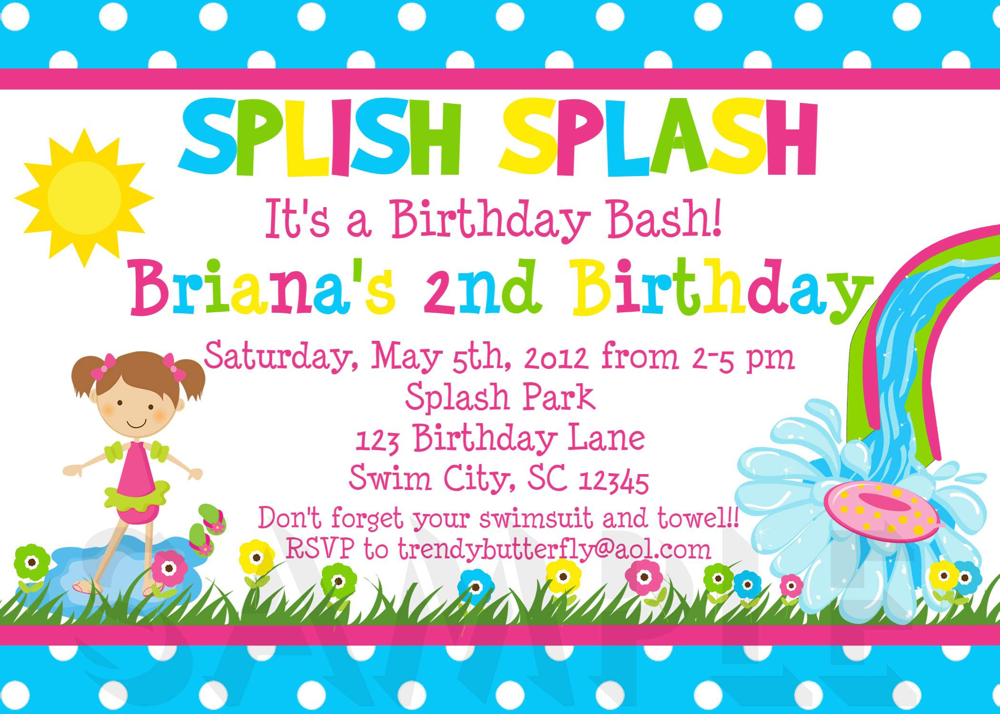 SPLISH SPLASH
It's a Birthday Bash!
Briana's 2nd Birthday
Saturday, May 5th, 2012 from 2-5 pm
Splash Park
123 Birthday Lane
Swim City, SC 12345
Don't forget your swimsuit and towel!!
RSVP to trendybutterfly@aol.com
SAMPLE